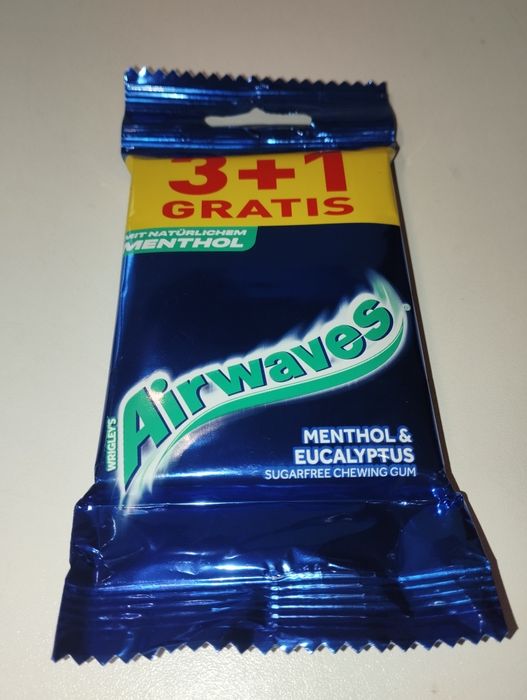 3+1
GRATIS
MIT NATÜRLICHEM
MENTHOL
WRIGLEY'S
Airwaves®
MENTHOL &
EUCALYPTUS
SUGARFREE CHEWING GUM